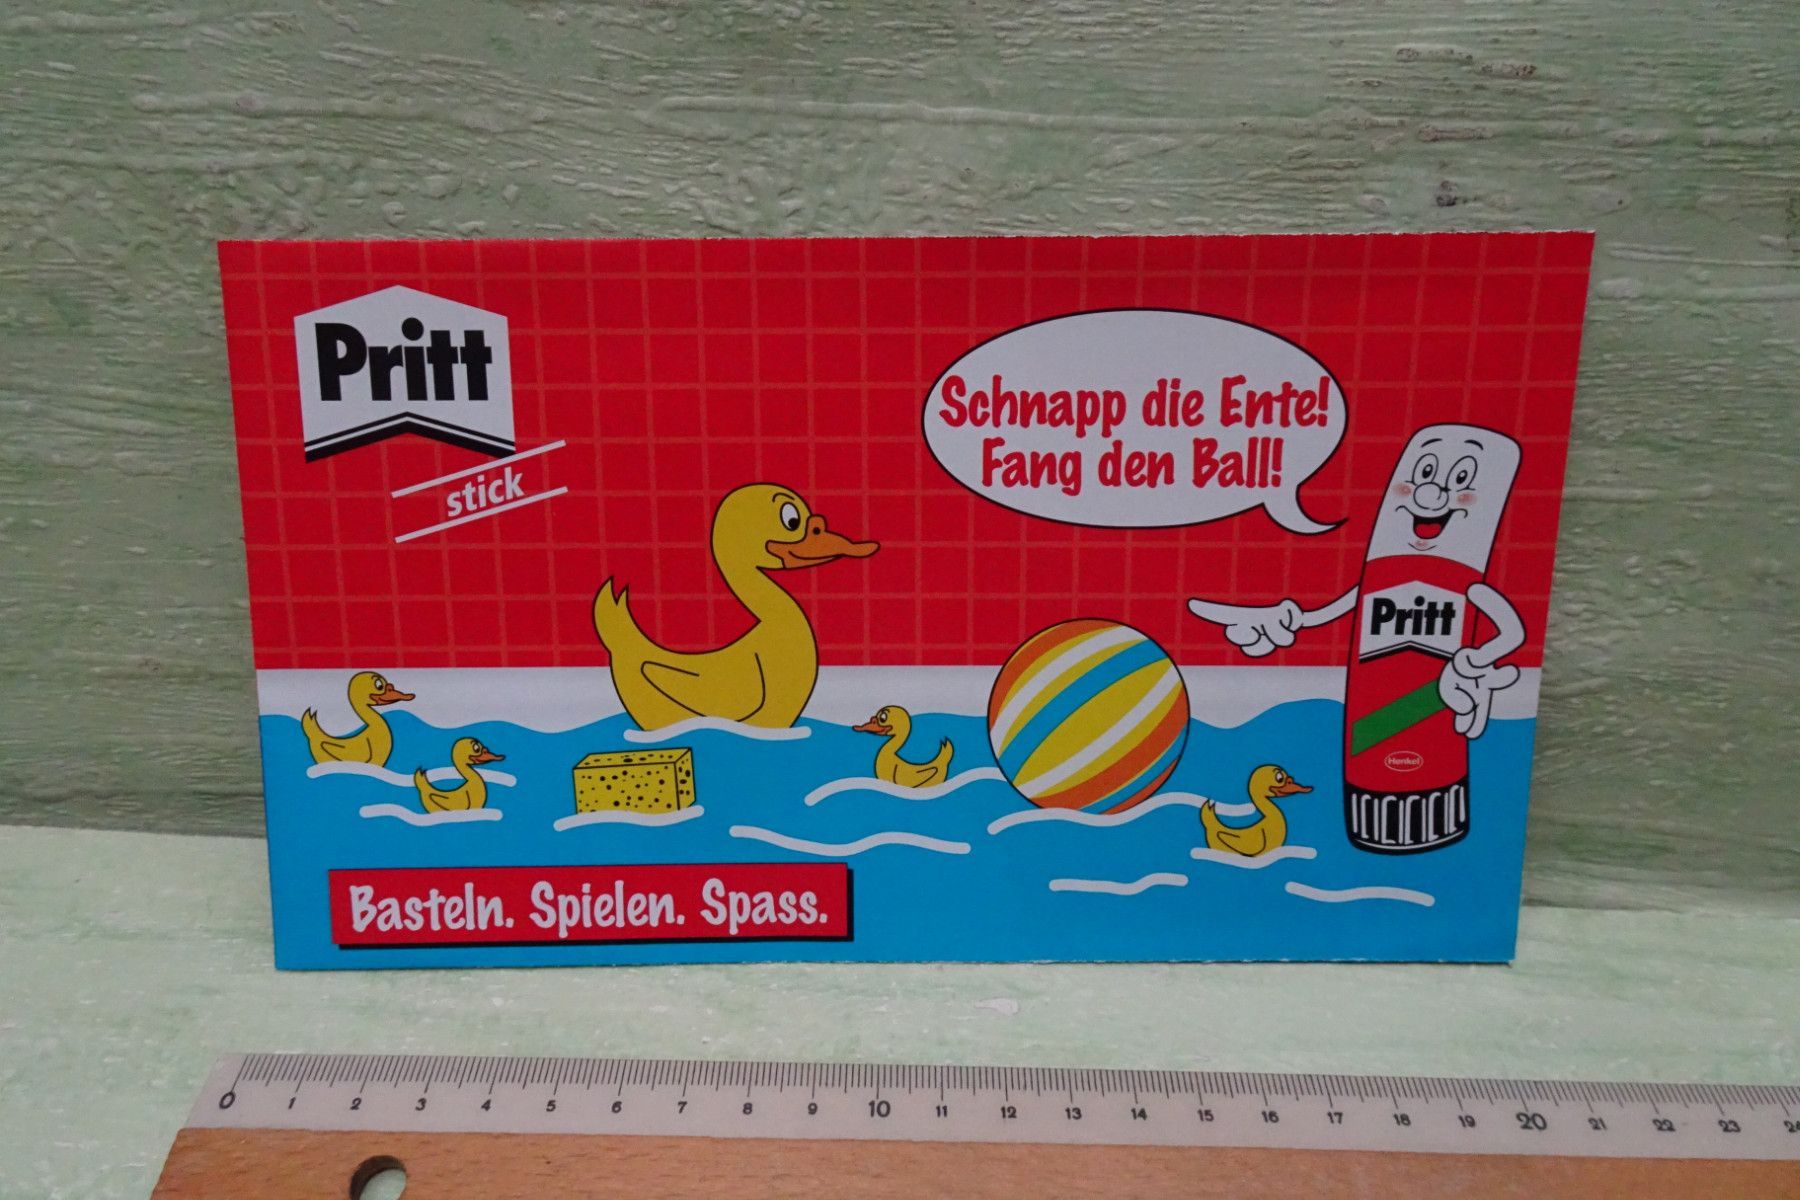 Pritt
stick
Schnapp die Ente!
Fang den Ball!
Pritt
Henkel
Basteln. Spielen. Spass.
0 1 2 3 4 5 6 7 8 9 10 11 12 13 14 15 16 17 18 19 20 21 22 23 24